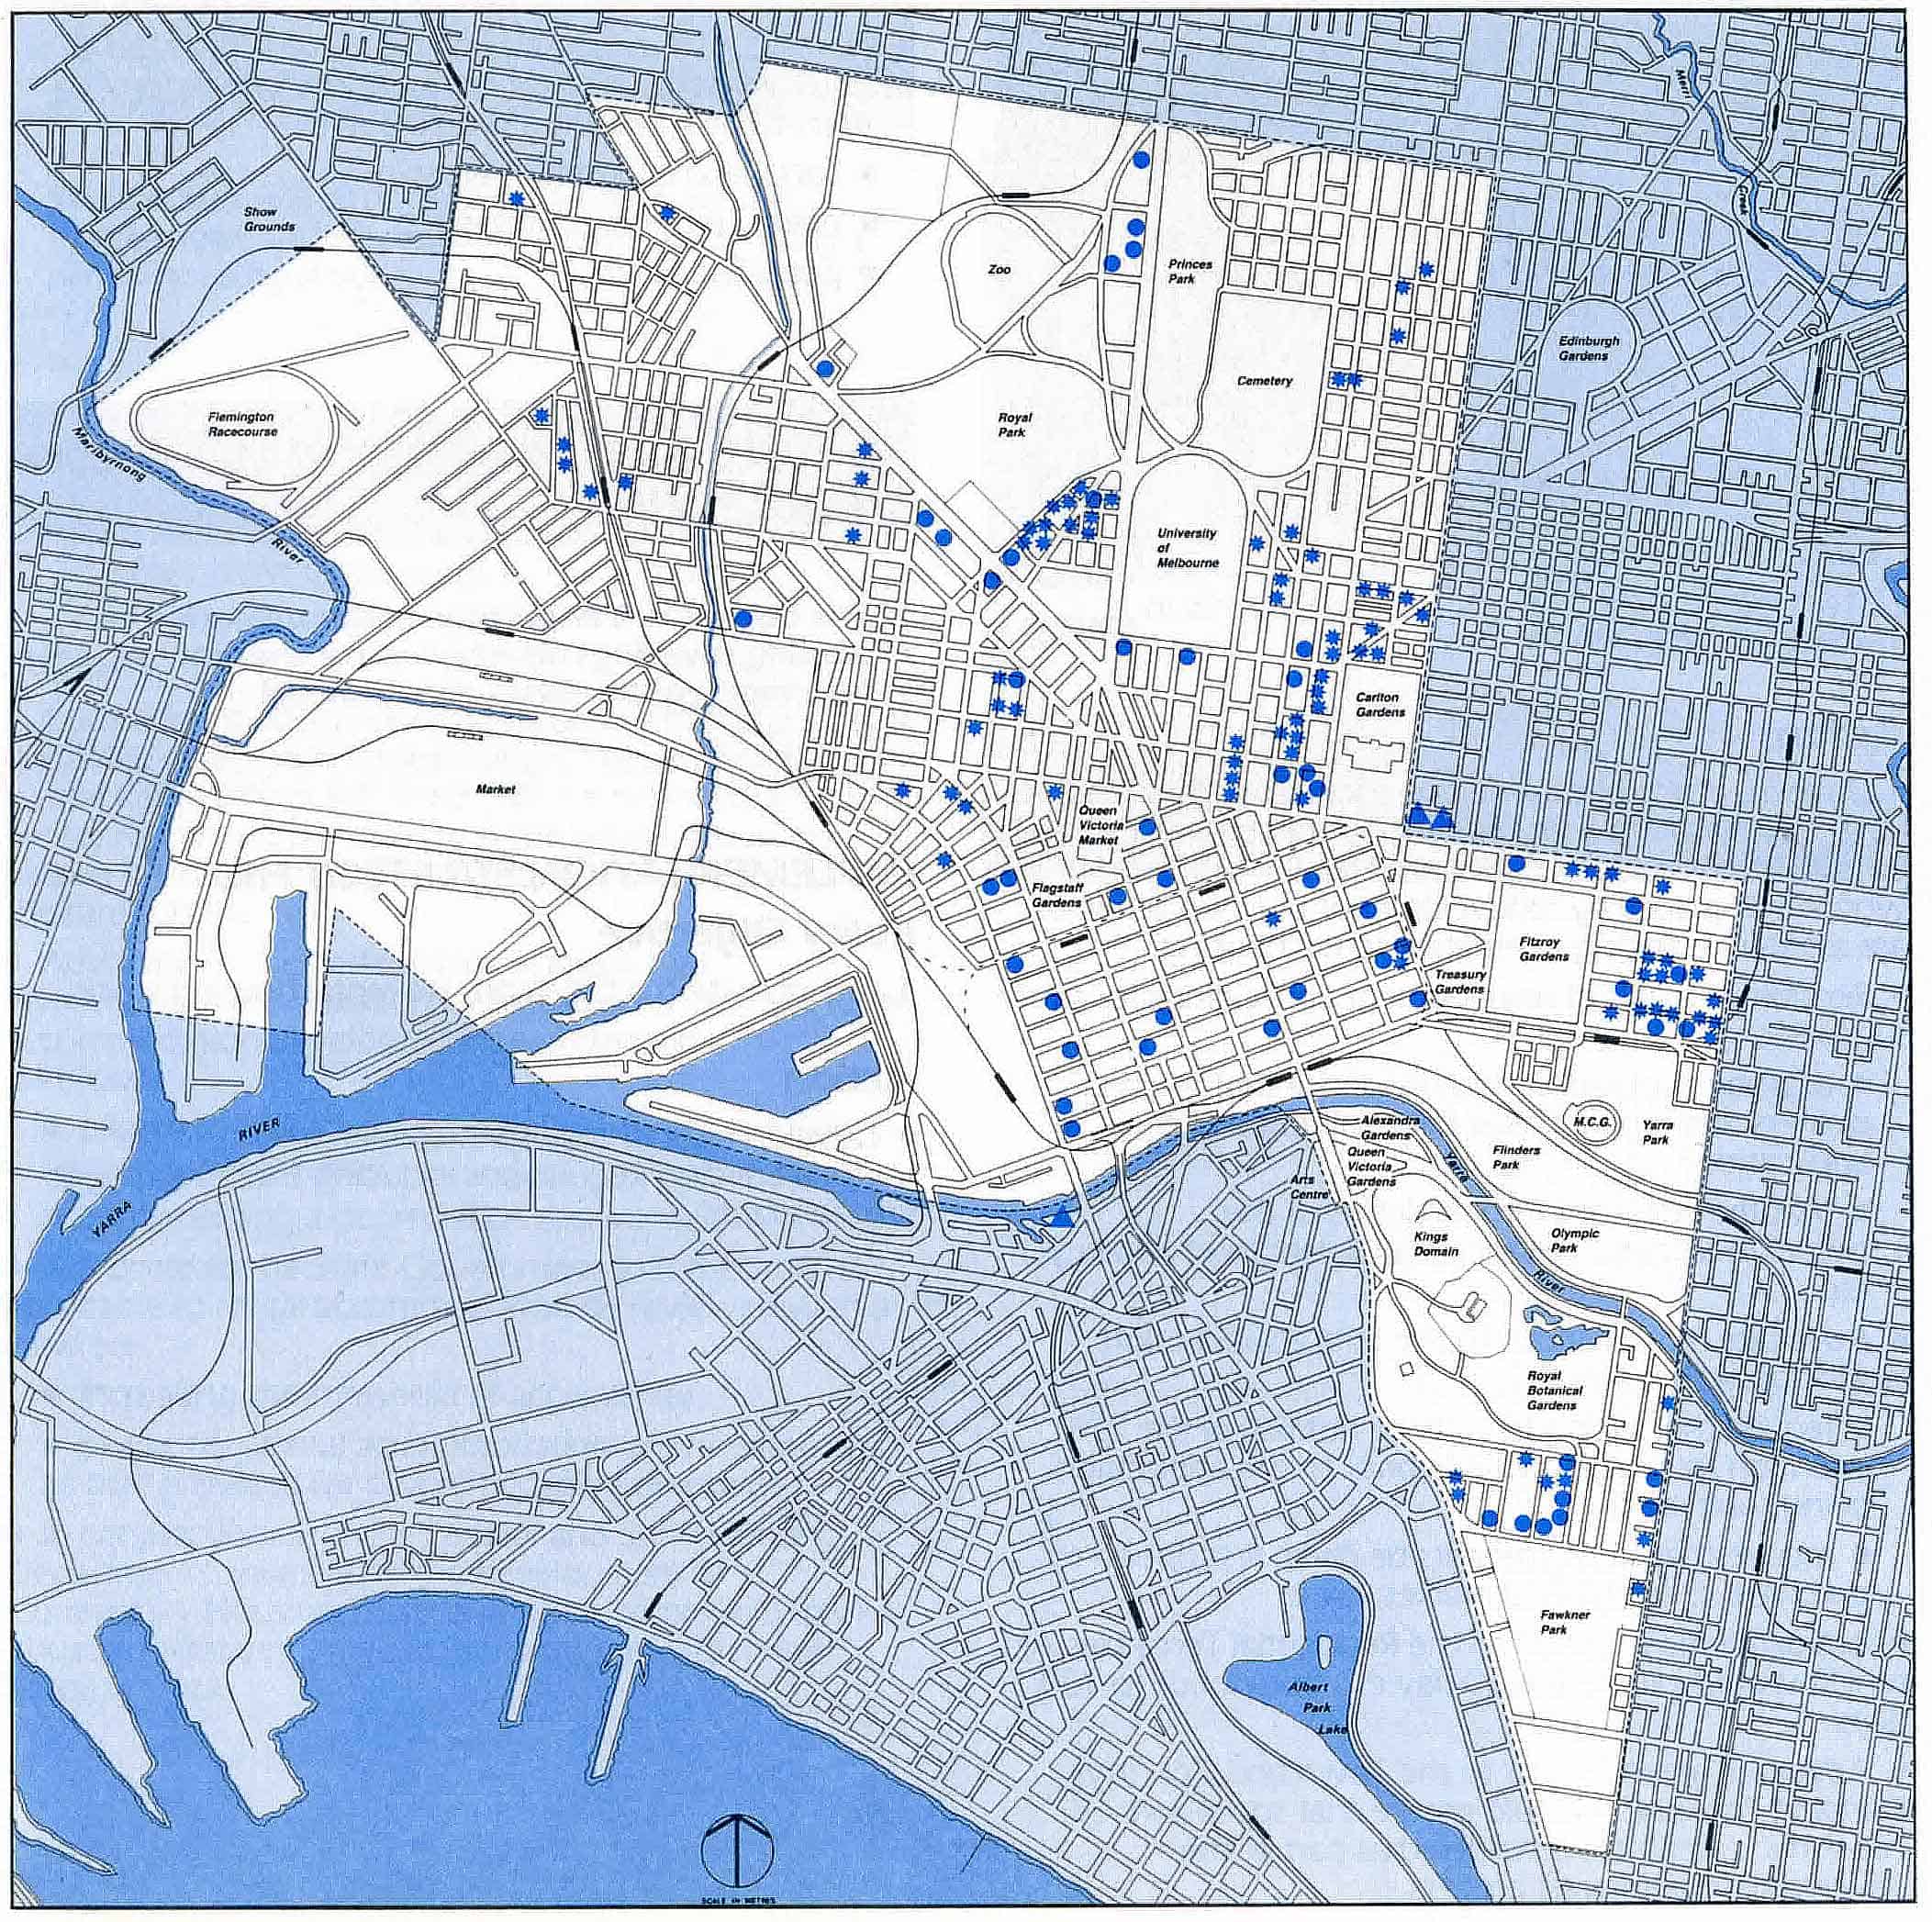 Merri
Creek
Show
Grounds
Zoo
Princes
Park
Edinburgh
Gardens
Cemetery
Flemington
Racecourse
Royal
Park
Maribyrnong
River
University
of
Melbourne
Carlton
Gardens
Market
Queen
Victoria
Market
Flagstaff
Gardens
Fitzroy
Gardens
Treasury
Gardens
M.C.G.
Yarra
Park
Alexandra
Gardens
Queen
Victoria
Gardens
Flinders
Park
Yarra
River
Arts
Centre
YARRA
RIVER
Kings
Domain
Olympic
Park
Royal
Botanical
Gardens
Fawkner
Park
Albert
Park
Lake
SCALE IN METRES